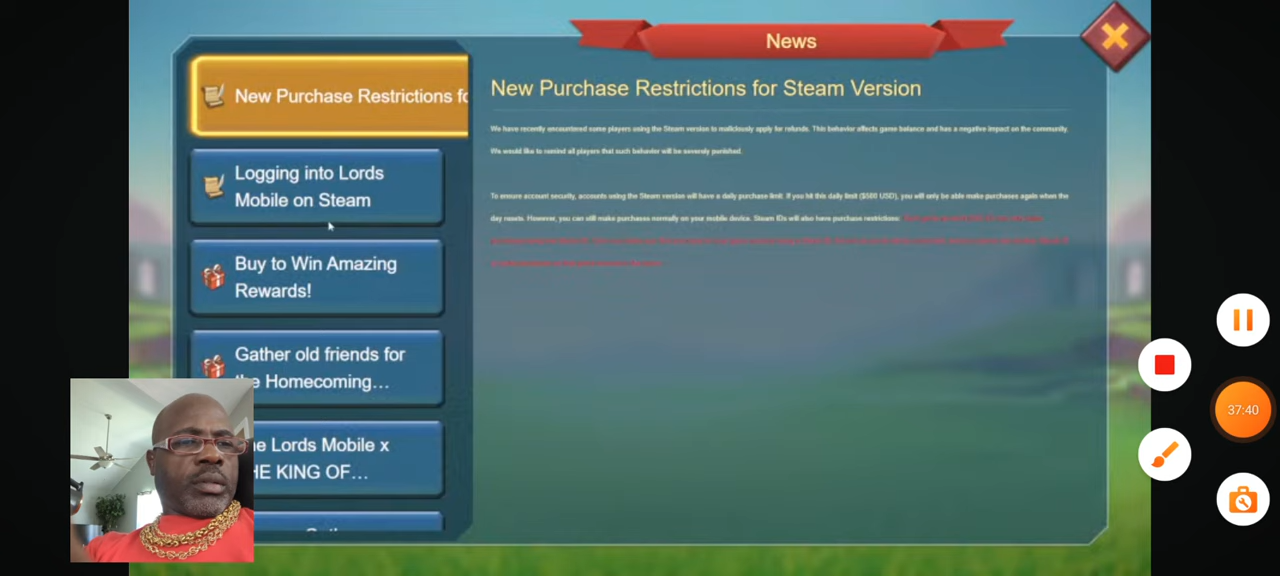 News
New Purchase Restrictions fo
Logging into Lords
Mobile on Steam
Buy to Win Amazing
Rewards!
Gather old friends for
the Homecoming...
he Lords Mobile x
HE KING OF...
New Purchase Restrictions for Steam Version
We have recently encountered some players using the Steam version to maliciously apply for refunds. This behavior affects game balance and has a negative impact on the community.
We would like to remind all players that such behavior will be severely punished.
To ensure account security, accounts using the Steam version will have a daily purchase limit. If you hit this daily limit ($500 USD), you will only be able make purchases again when the
day resets. However, you can still make purchases normally on your mobile device. Steam IDs will also have purchase restrictions
37:40